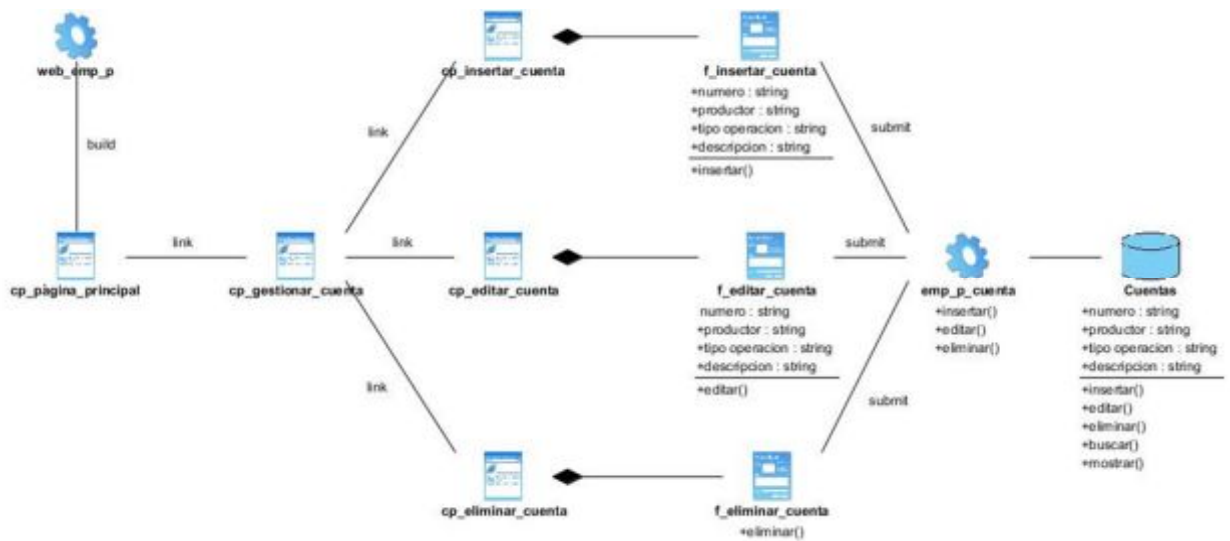 web_emp_p
build
cp_pàgina_principal
link
cp_gestionar_cuenta
link
link
link
cp_insertar_cuenta
cp_editar_cuenta
cp_eliminar_cuenta
f_insertar_cuenta
+numero : string
+productor : string
+tipo operacion : string
+descripcion : string
+insertar()
submit
f_editar_cuenta
numero : string
+productor : string
+tipo operacion : string
+descripcion : string
+editar()
submit
f_eliminar_cuenta
+eliminar()
submit
emp_p_cuenta
+insertar()
+editar()
+eliminar()
Cuentas
+numero : string
+productor : string
+tipo operacion : string
+descripcion : string
+insertar()
+editar()
+eliminar()
+buscar()
+mostrar()